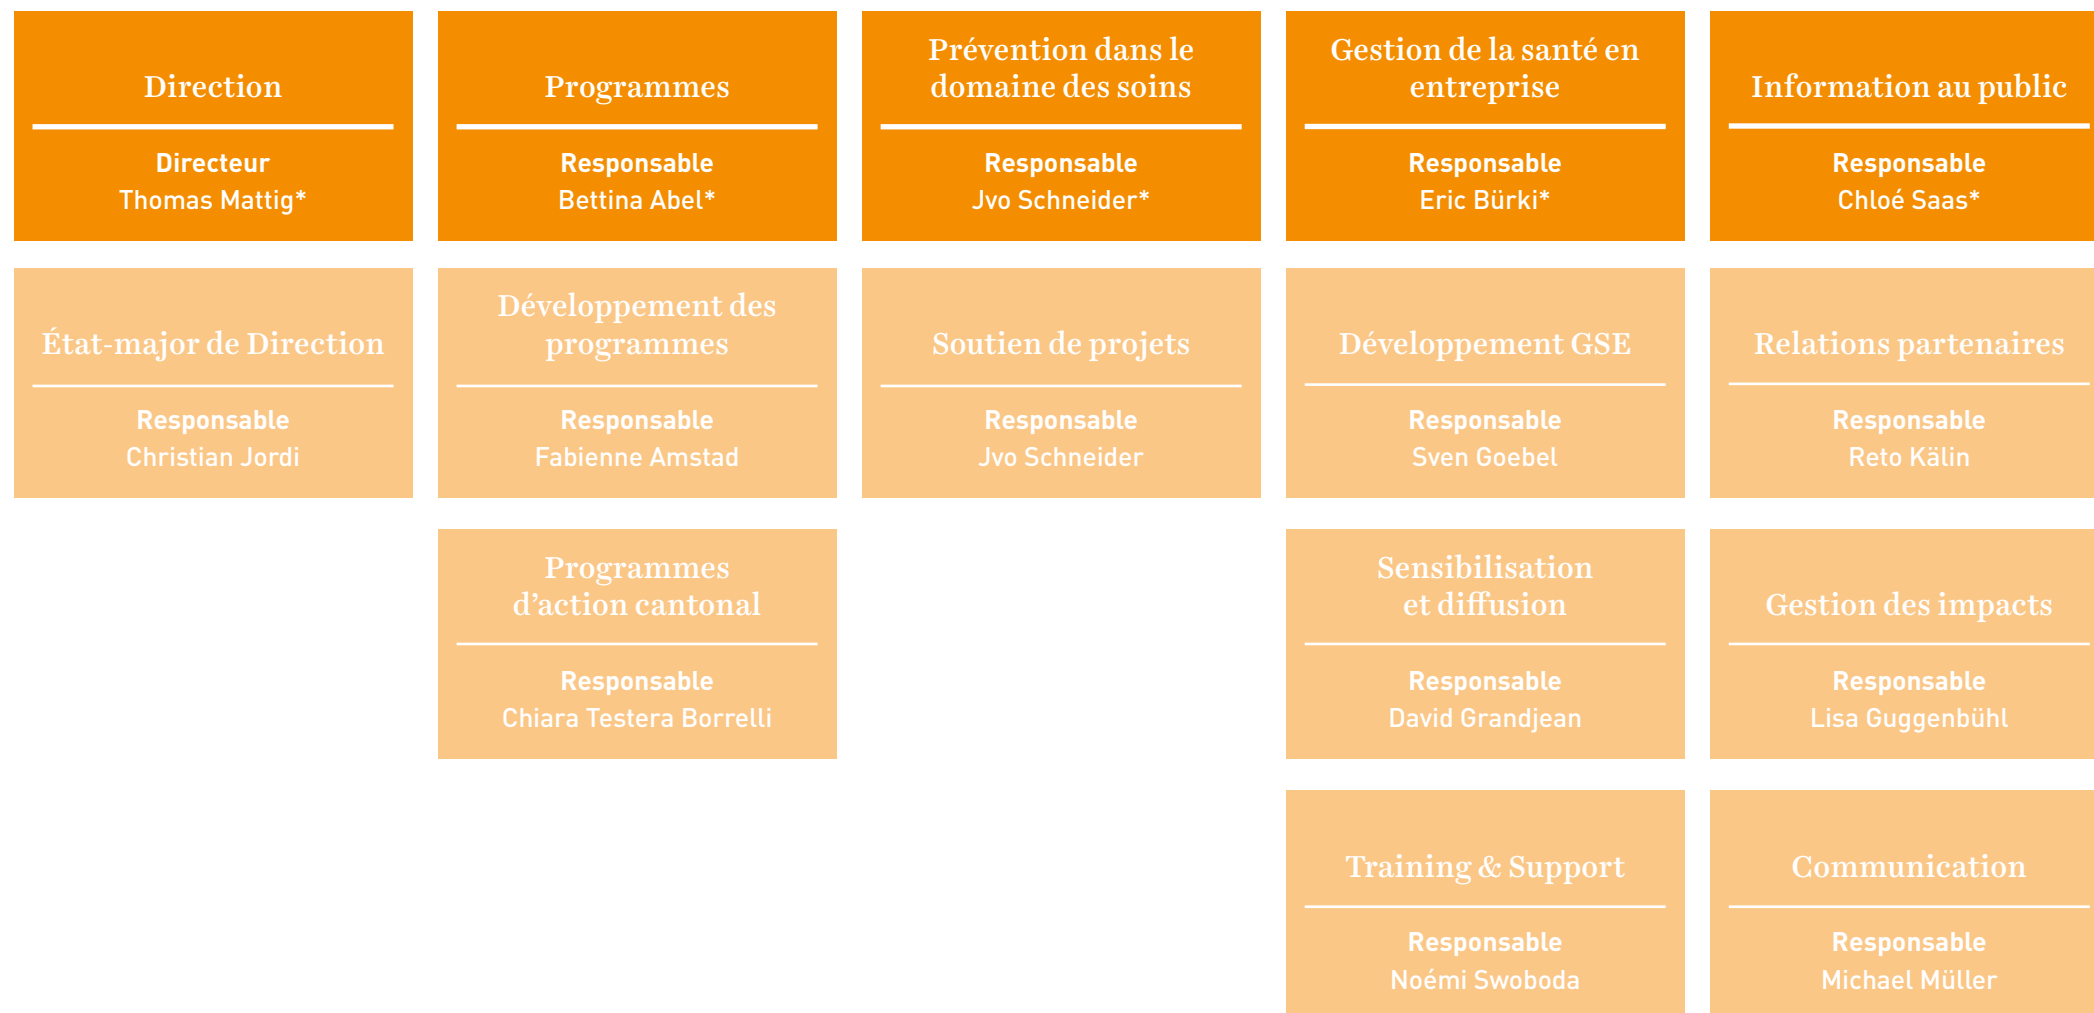 Direction
Directeur
Thomas Mattig*
Programmes
Responsable
Bettina Abel*
Prévention dans le
domaine des soins
Responsable
Jvo Schneider*
Gestion de la santé en
entreprise
Responsable
Eric Bürki*
Information au public
Responsable
Chloé Saas*
État-major de Direction
Responsable
Christian Jordi
Développement des
programmes
Responsable
Fabienne Amstad
Soutien de projets
Responsable
Jvo Schneider
Développement GSE
Responsable
Sven Goebel
Relations partenaires
Responsable
Reto Kälin
Programmes
d’action cantonal
Responsable
Chiara Testera Borrelli
Sensibilisation
et diffusion
Responsable
David Grandjean
Gestion des impacts
Responsable
Lisa Guggenbühl
Training & Support
Responsable
Noémi Swoboda
Communication
Responsable
Michael Müller